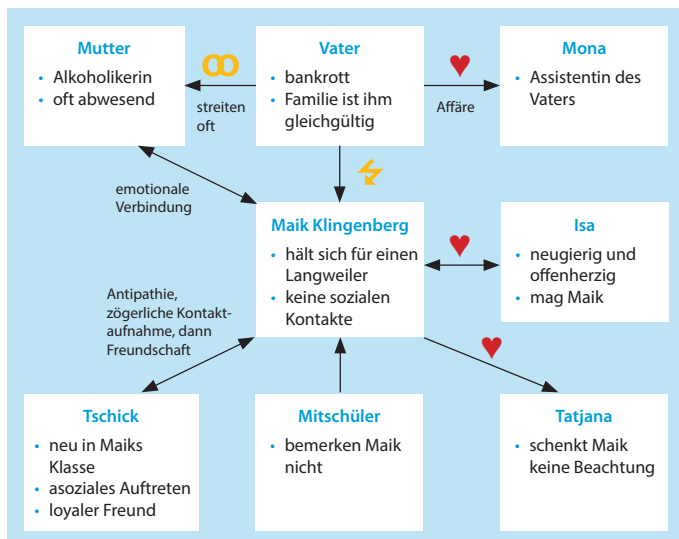 Mutter
• Alkoholikerin
• oft abwesend
streiten
oft
Vater
• bankrott
• Familie ist ihm
gleichgültig
Affäre
Mona
• Assistentin des
Vaters
emotionale
Verbindung
Maik Klingenberg
• hält sich für einen
Langweiler
• keine sozialen
Kontakte
Isa
• neugierig und
offenherzig
• mag Maik
Antipathie,
zögerliche Kontakt-
aufnahme, dann
Freundschaft
Tschick
• neu in Maiks
Klasse
• asoziales Auftreten
• loyaler Freund
Mitschüler
• bemerken Maik
nicht
Tatjana
• schenkt Maik
keine Beachtung